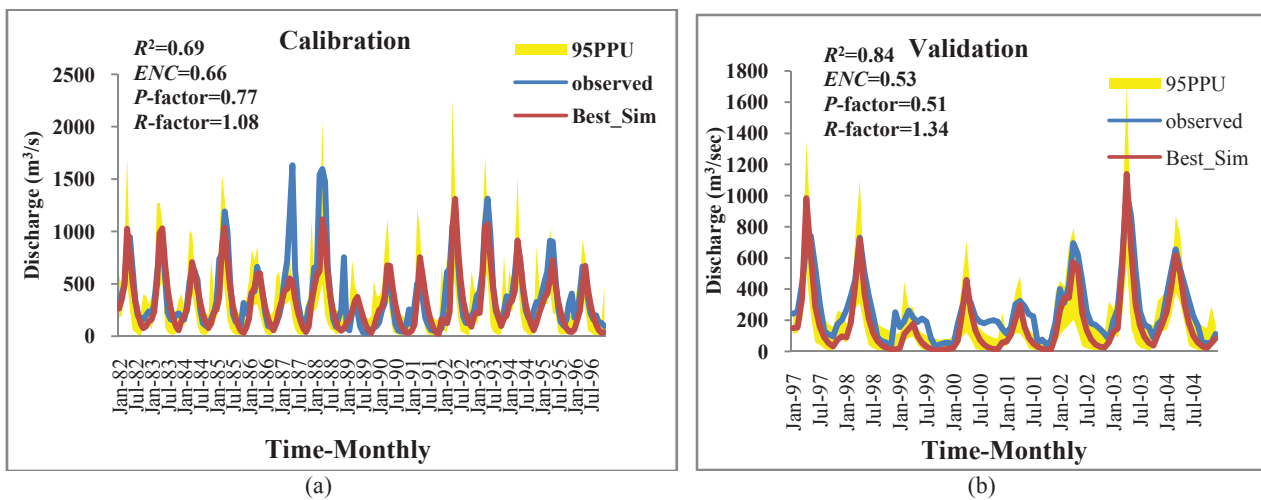 Calibration
R²=0.69
ENC=0.66
P-factor=0.77
R-factor=1.08
95PPU
observed
Best_Sim
Discharge (m³/s)
2500
2000
1500
1000
500
0
Jan-82
Jul-82
Jan-83
Jul-83
Jan-84
Jul-84
Jan-85
Jul-85
Jan-86
Jul-86
Jan-87
Jul-87
Jan-88
Jul-88
Jan-89
Jul-89
Jan-90
Jul-90
Jan-91
Jul-91
Jan-92
Jul-92
Jan-93
Jul-93
Jan-94
Jul-94
Jan-95
Jul-95
Jan-96
Jul-96
Time-Monthly
(a)
Validation
R²=0.84
ENC=0.53
P-factor=0.51
R-factor=1.34
95PPU
observed
Best_Sim
Discharge (m³/sec)
1800
1600
1400
1200
1000
800
600
400
200
0
Jan-97
Jul-97
Jan-98
Jul-98
Jan-99
Jul-99
Jan-00
Jul-00
Jan-01
Jul-01
Jan-02
Jul-02
Jan-03
Jul-03
Jan-04
Jul-04
Time-Monthly
(b)